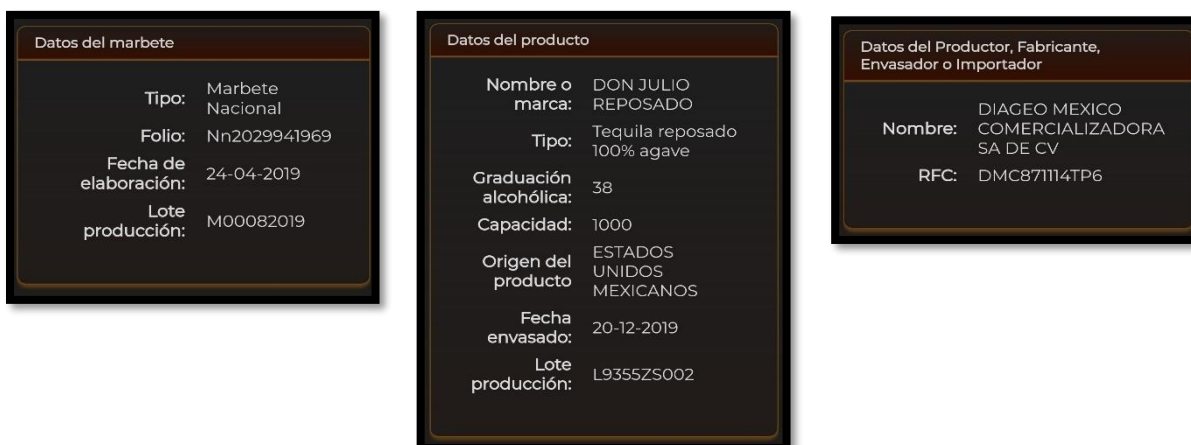 Datos del marbete
Tipo: Marbete
Nacional
Folio: Nn2029941969
Fecha de
elaboración: 24-04-2019
Lote
producción: M00082019
Datos del producto
Nombre o
marca: DON JULIO
REPOSADO
Tipo: Tequila reposado
100% agave
Graduación
alcohólica: 38
Capacidad: 1000
Origen del
producto ESTADOS
UNIDOS
MEXICANOS
Fecha
envasado: 20-12-2019
Lote
producción: L9355ZS002
Datos del Productor, Fabricante,
Envasador o Importador
Nombre: DIAGEO MEXICO
COMERCIALIZADORA
SA DE CV
RFC: DMC871114TP6